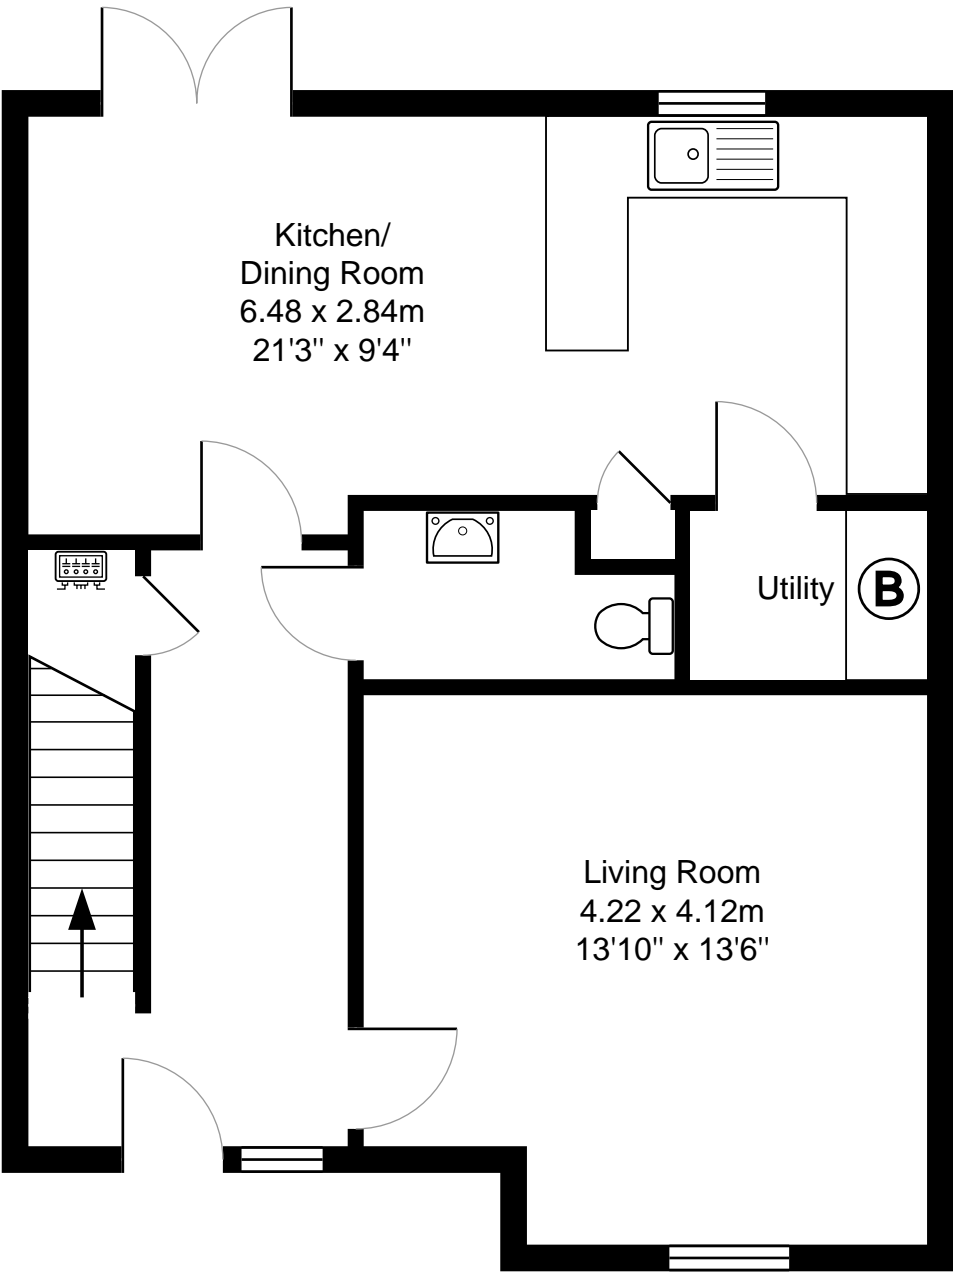 Kitchen/
Dining Room
6.48 x 2.84m
21'3" x 9'4"
Utility
B
Living Room
4.22 x 4.12m
13'10" x 13'6"